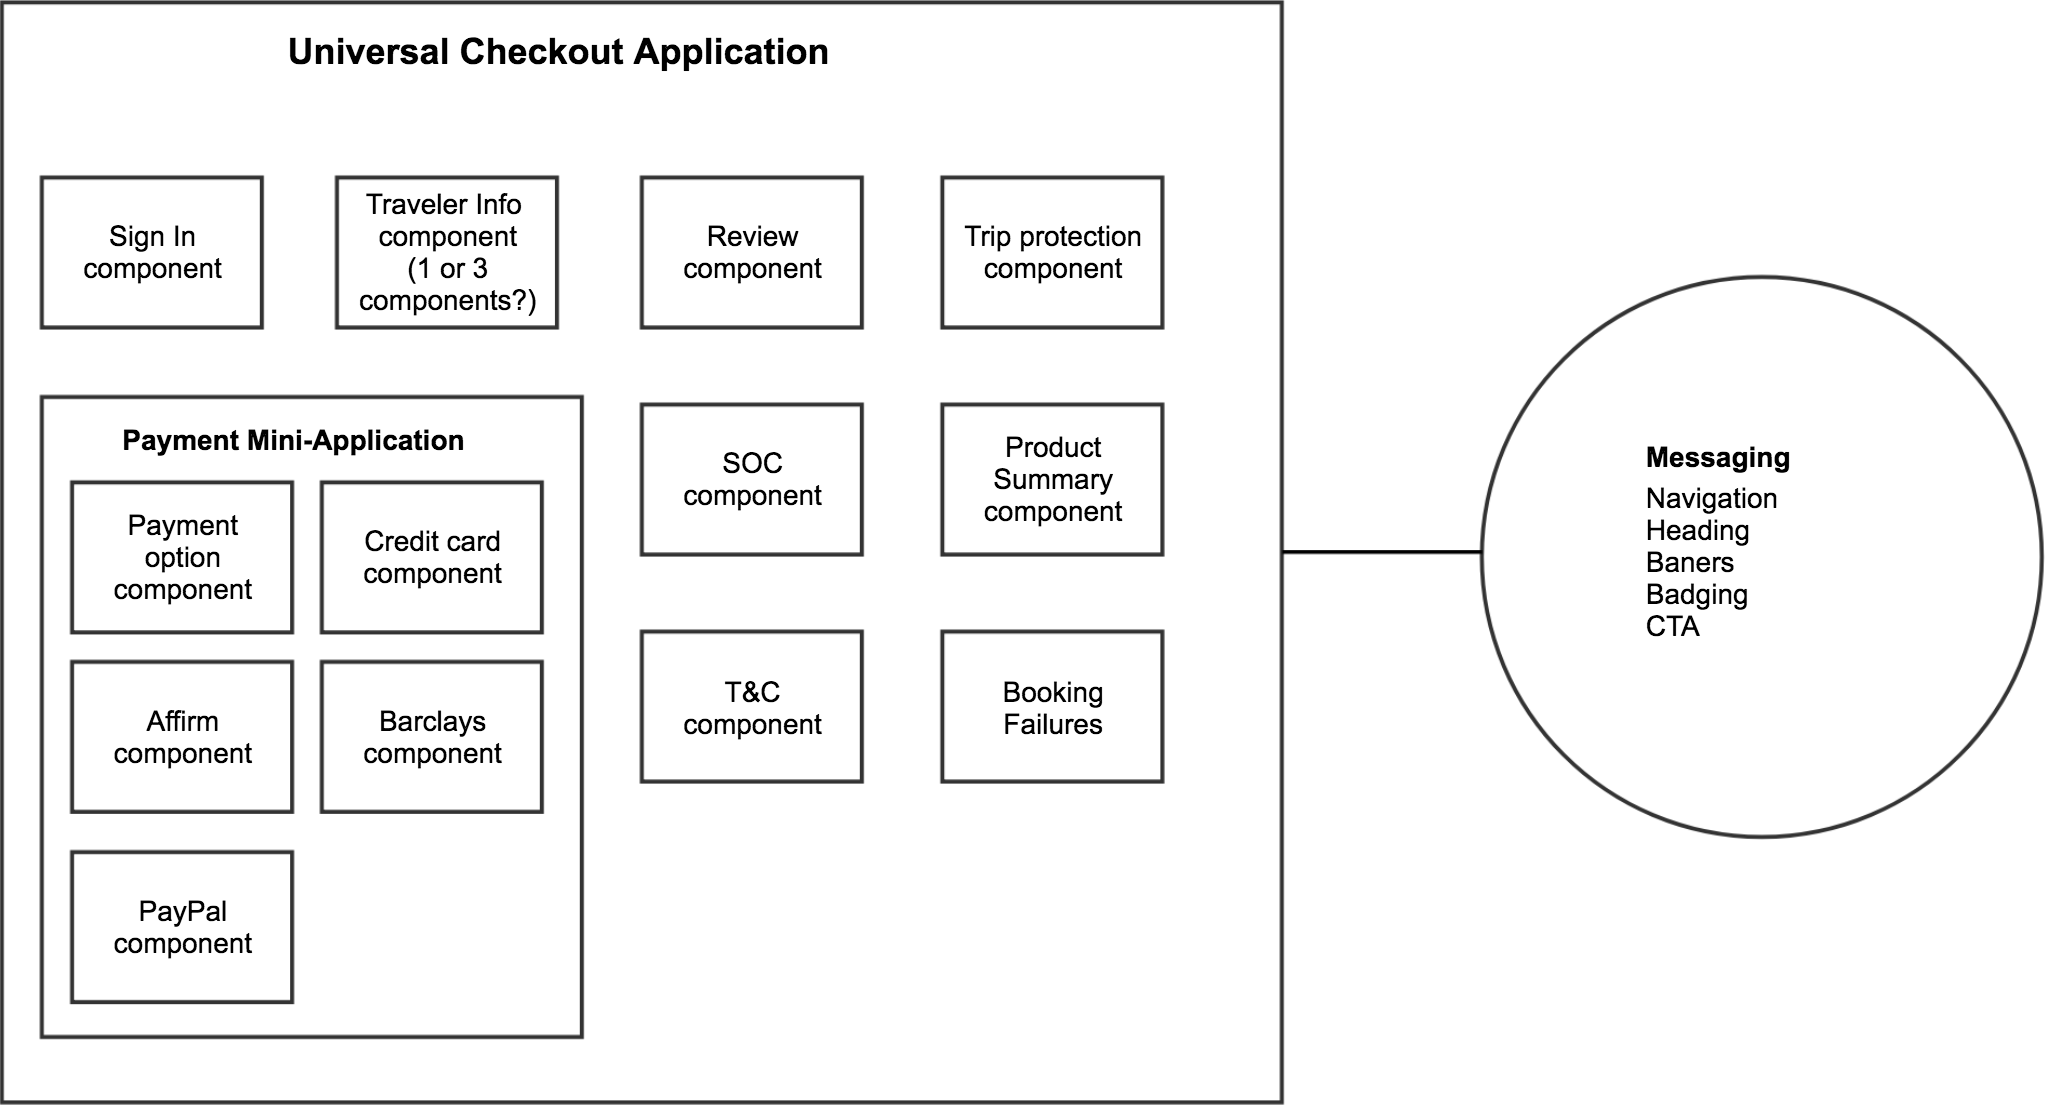 Universal Checkout Application
Sign In
component
Traveler Info
component
(1 or 3
components?)
Review
component
Trip protection
component
Payment Mini-Application
Payment
option
component
Credit card
component
Affirm
component
Barclays
component
PayPal
component
SOC
component
Product
Summary
component
T&C
component
Booking
Failures
Messaging
Navigation
Heading
Baners
Badging
CTA